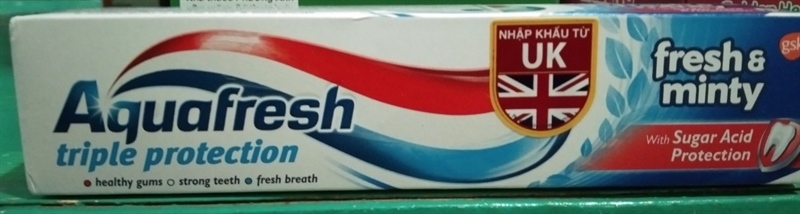 Aquafresh
triple protection
healthy gums strong teeth fresh breath
NHẬP KHẨU TỪ
UK
fresh &
minty
gsk
With Sugar Acid
Protection